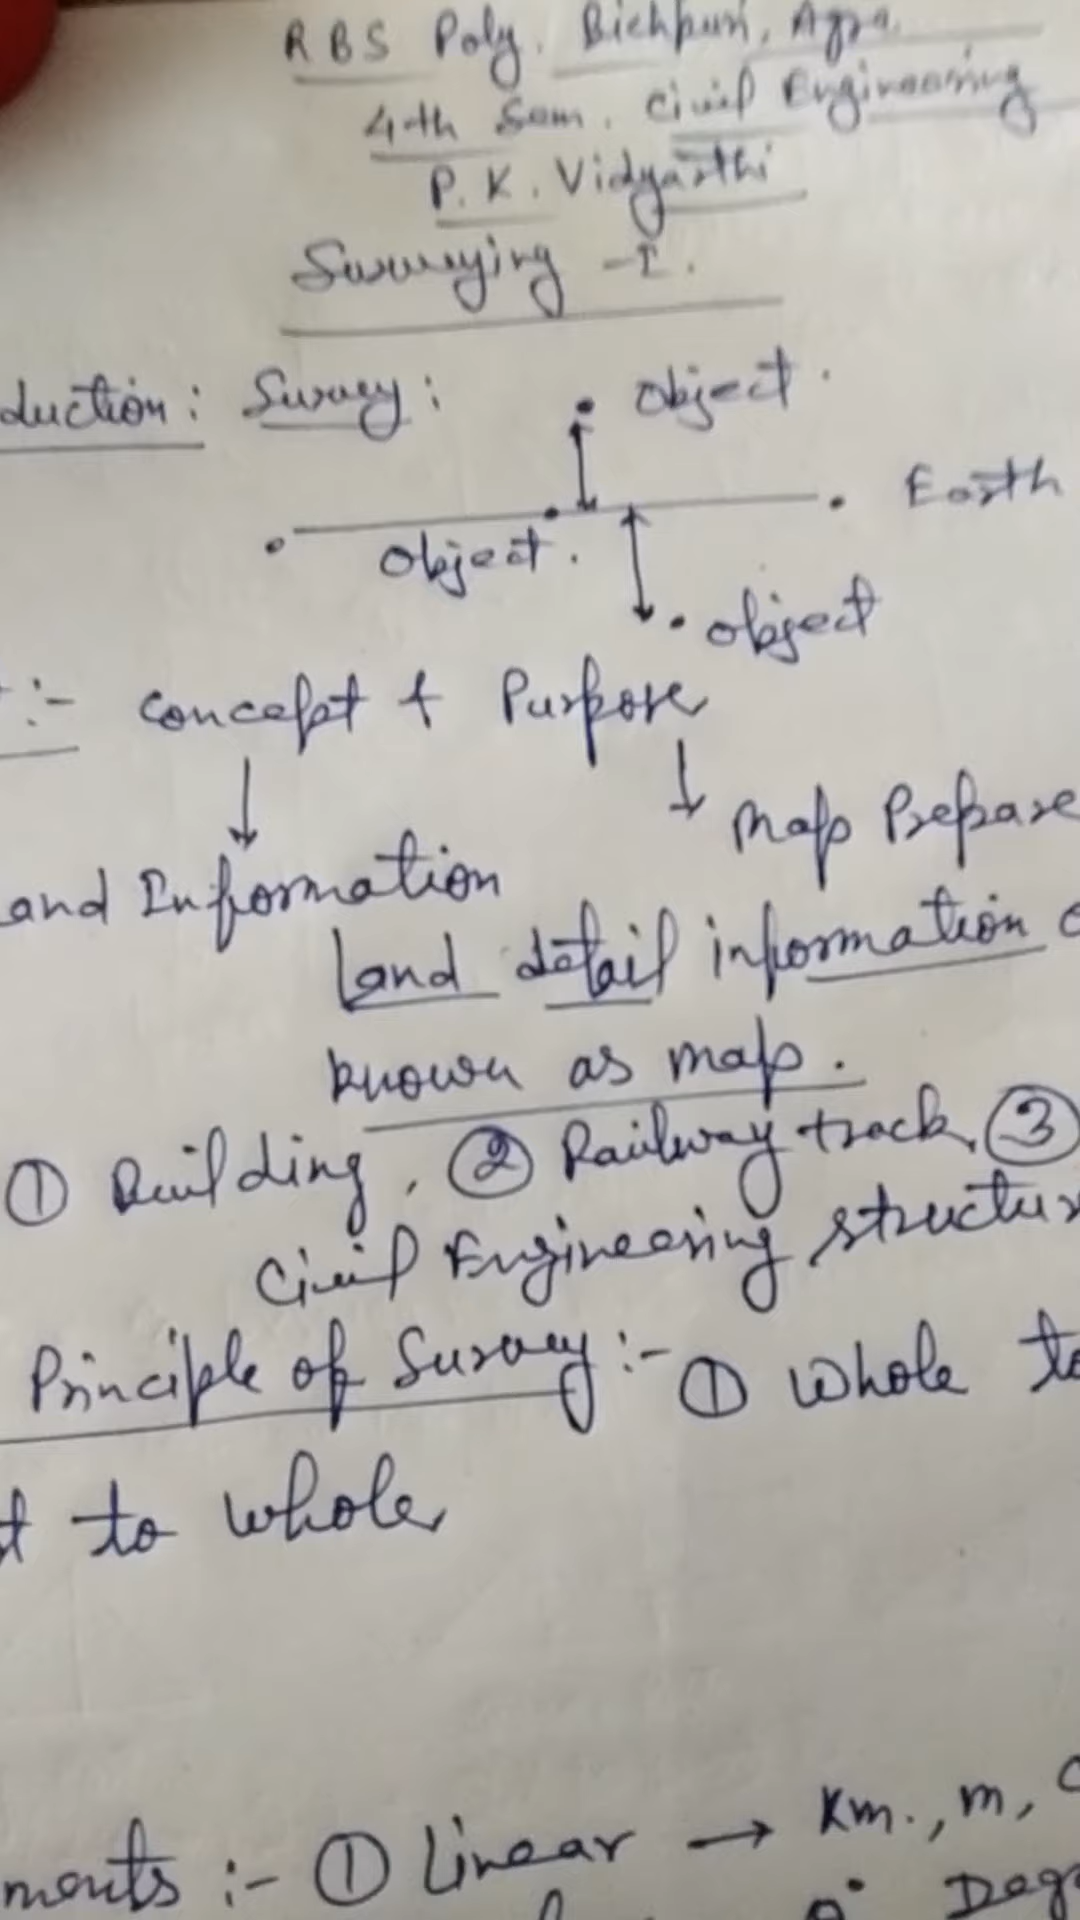 RBS Poly. Bichpuri, Agra.
4th Sem. Civil Engineering
P. K. Vidyarthi
Surveying -I.
duction: Survey:
Object.
Earth
Object.
object
:- Concept + Purpose
Map Prepare
and Information
Land detail information
known as map.
① Building, ② Railway track, ③
Civil Engineering structur
Principle of Survey :- ① Whole to
t to whole
ments :- ① Linear → Km., m,
Deg